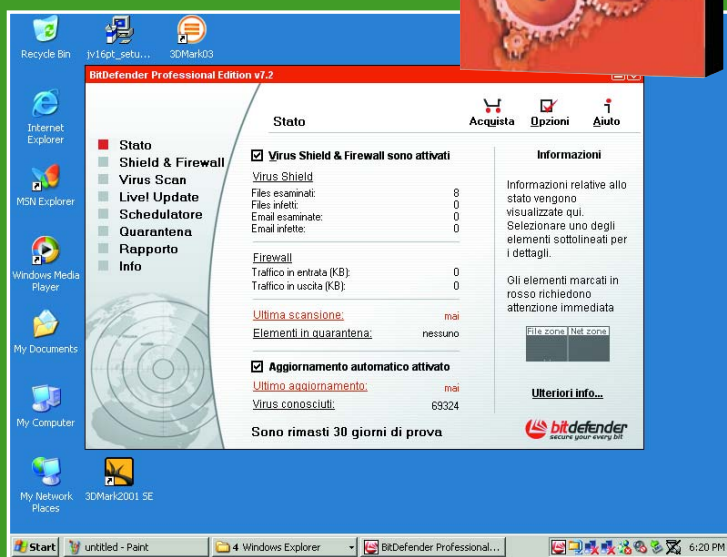 Recycle Bin
jv16pt_setu...
3DMark03
Internet
Explorer
MSN Explorer
Windows Media
Player
My Documents
My Computer
My Network
Places
3DMark2001 SE
BitDefender Professional Edition v7.2
Stato
Shield & Firewall
Virus Scan
Live! Update
Schedulatore
Quarantena
Rapporto
Info
Stato
Acquista
Opzioni
Aiuto
Virus Shield & Firewall sono attivati
Virus Shield
Files esaminati: 8
Files infetti: 0
Email esaminate: 0
Email infette: 0
Firewall
Traffico in entrata (KB): 0
Traffico in uscita (KB): 0
Ultima scansione: mai
Elementi in quarantena: nessuno
Aggiornamento automatico attivato
Ultimo aggiornamento: mai
Virus conosciuti: 69324
Sono rimasti 30 giorni di prova
Informazioni
Informazioni relative allo
stato vengono
visualizzate qui.
Selezionare uno degli
elementi sottolineati per
i dettagli.
Gli elementi marcati in
rosso richiedono
attenzione immediata
File zone Net zone
Ulteriori info...
bitdefender
secure your every bit
Start
untitled - Paint
4 Windows Explorer
BitDefender Professional...
6:20 PM